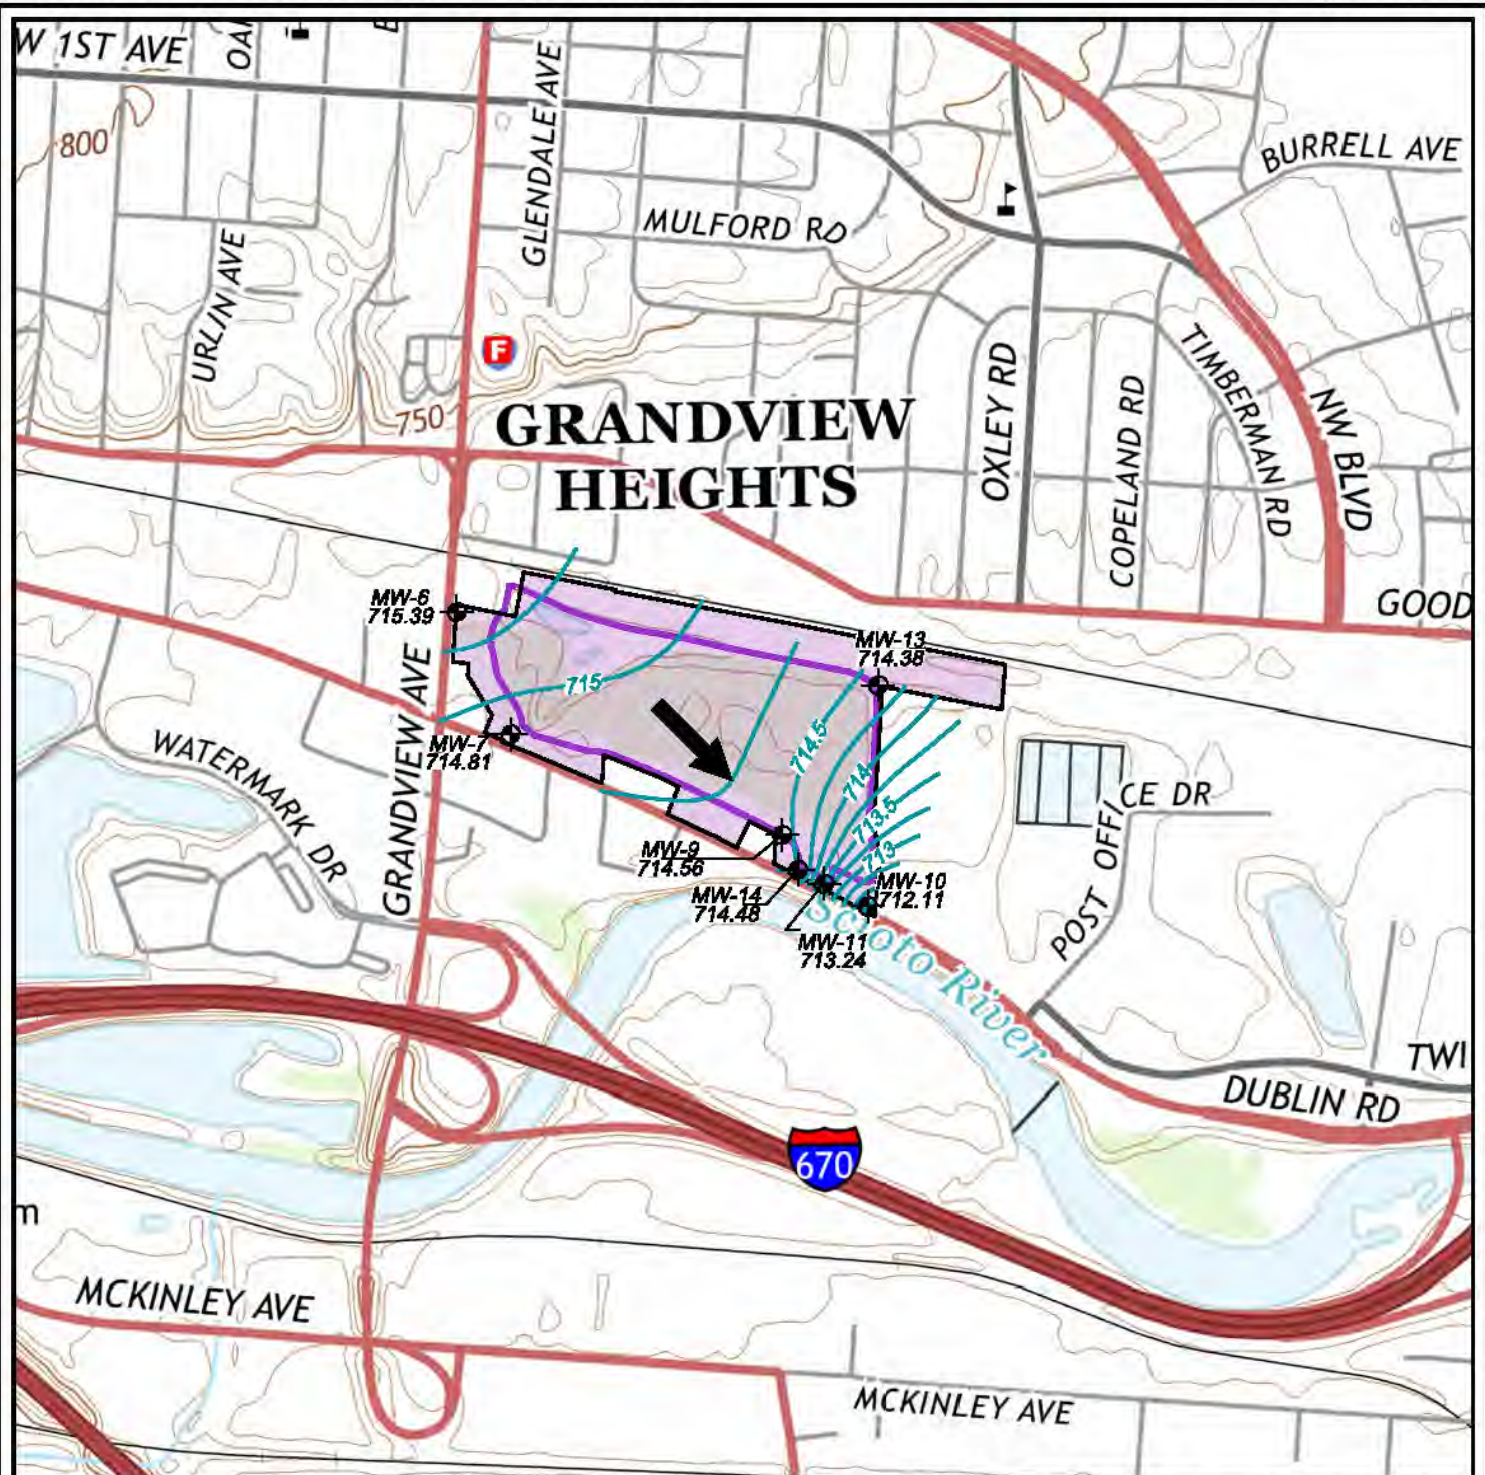 W 1ST AVE
GLENDALE AVE
800
BURRELL AVE
MULFORD RD
URLIN AVE
F
750
GRANDVIEW
HEIGHTS
OXLEY RD
COPELAND RD
TIMBERMAN RD
NW BLVD
GOOD
MW-6
715.39
MW-13
714.38
715
GRANDVIEW AVE
MW-7
714.81
714.5
714
713.5
713
WATERMARK DR
POST OFFICE DR
MW-9
714.56
MW-14
714.48
MW-10
712.11
MW-11
713.24
Scioto River
TWI
DUBLIN RD
670
m
MCKINLEY AVE
MCKINLEY AVE